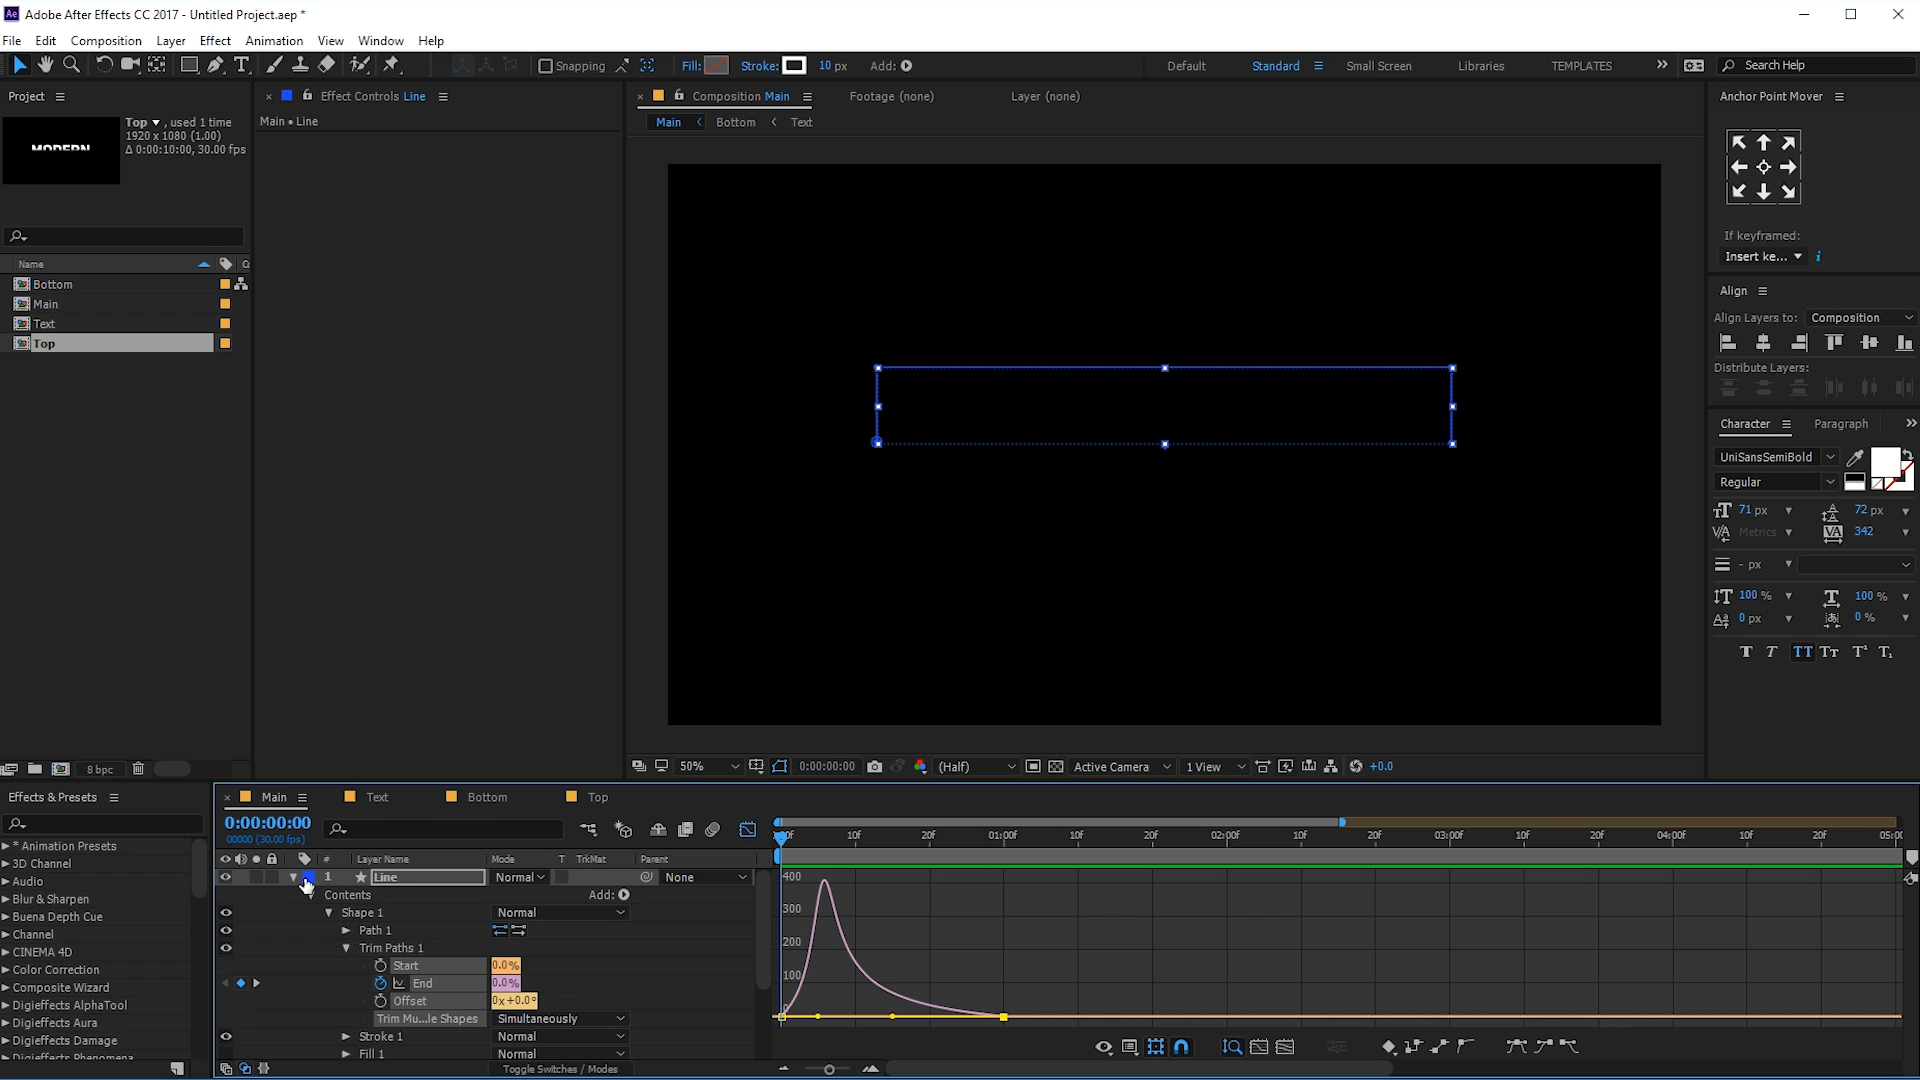 Adobe After Effects CC 2017 - Untitled Project.aep *
File Edit Composition Layer Effect Animation View Window Help
Snapping Fill: Stroke: 10 px Add: Default Standard Small Screen Libraries TEMPLATES Search Help
Project
Top ▼, used 1 time
1920 x 1080 (1.00)
Δ 0:00:10:00, 30.00 fps
Name
Bottom
Main
Text
Top
8 bpc
Effect Controls Line
Main • Line
Composition Main Footage (none) Layer (none)
Main Bottom Text
50% 0:00:00:00 (Half) Active Camera 1 View +0.0
Anchor Point Mover
If keyframed:
Insert ke...
Align
Align Layers to: Composition
Distribute Layers:
Character Paragraph
UniSansSemiBold
Regular
71 px 72 px
Metrics 342
- px
100 % 100 %
0 px 0 %
Effects & Presets
* Animation Presets
3D Channel
Audio
Blur & Sharpen
Buena Depth Cue
Channel
CINEMA 4D
Color Correction
Composite Wizard
Digieffects AlphaTool
Digieffects Aura
Digieffects Damage
Digieffects Phenomena
Main Text Bottom Top
0:00:00:00
00000 (30.00 fps)
# Layer Name Mode T TrkMat Parent
1 Line Normal None
Contents Add:
Shape 1 Normal
Path 1
Trim Paths 1
Start 0.0%
End 0.0%
Offset 0x+0.0°
Trim Mu...le Shapes Simultaneously
Stroke 1 Normal
Fill 1 Normal
Toggle Switches / Modes
10f 20f 01:00f 10f 20f 02:00f 10f 20f 03:00f 10f 20f 04:00f 10f 20f 05:00
400
300
200
100